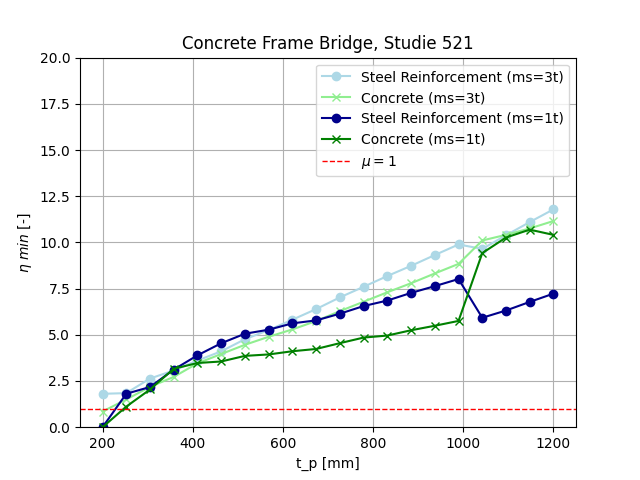 Concrete Frame Bridge, Studie 521
20.0
17.5
15.0
12.5
10.0
7.5
5.0
2.5
0.0
η min [-]
Steel Reinforcement (ms=3t)
Concrete (ms=3t)
Steel Reinforcement (ms=1t)
Concrete (ms=1t)
μ = 1
200 400 600 800 1000 1200
t_p [mm]